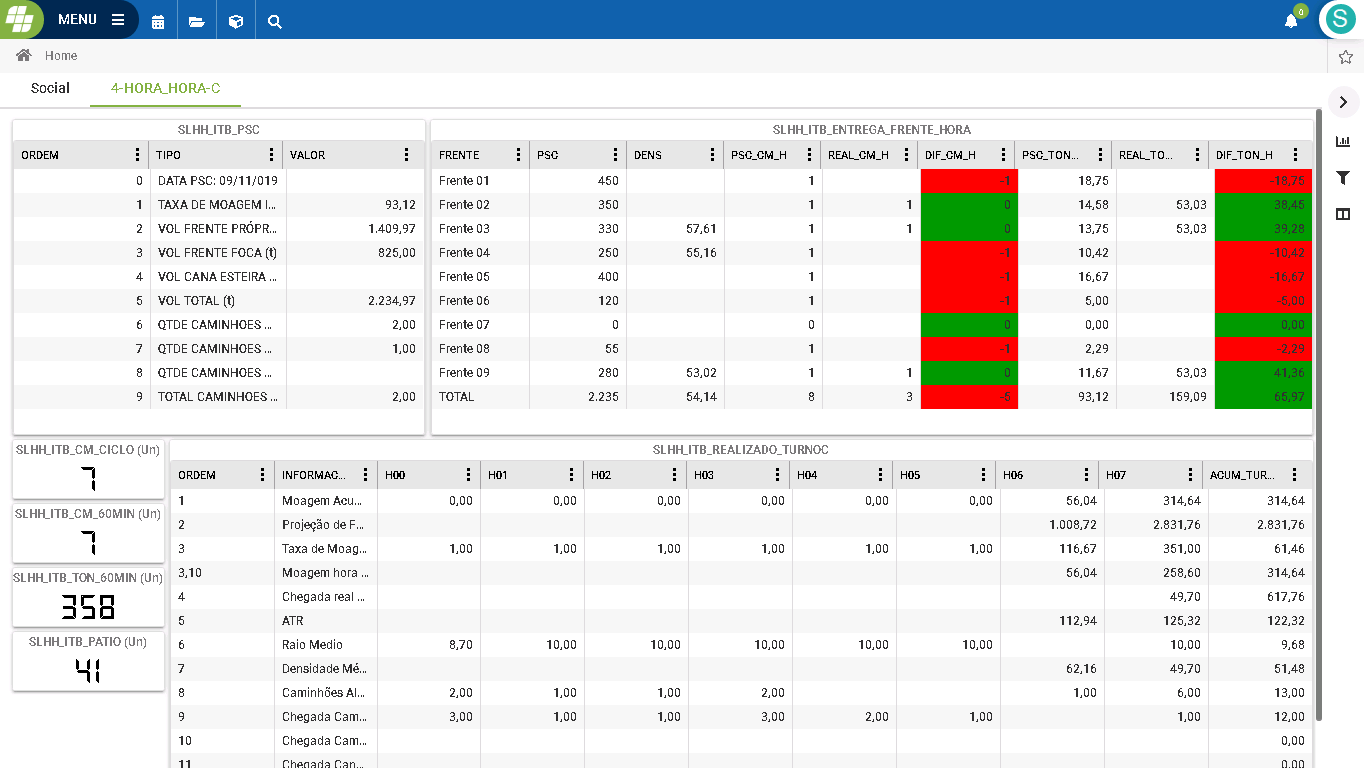 MENU
0
S
Home
Social 4-HORA_HORA-C
SLHH_ITB_PSC
ORDEM TIPO VALOR
0 DATA PSC: 09/11/019
1 TAXA DE MOAGEM I... 93,12
2 VOL FRENTE PRÓPR... 1.409,97
3 VOL FRENTE FOCA (t) 825,00
4 VOL CANA ESTEIRA ...
5 VOL TOTAL (t) 2.234,97
6 QTDE CAMINHOES ... 2,00
7 QTDE CAMINHOES ... 1,00
8 QTDE CAMINHOES ...
9 TOTAL CAMINHOES ... 2,00
SLHH_ITB_ENTREGA_FRENTE_HORA
FRENTE PSC DENS PSC_CM_H REAL_CM_H DIF_CM_H PSC_TON... REAL_TO... DIF_TON_H
Frente 01 450 1 -1 18,75 -18,75
Frente 02 350 1 1 0 14,58 53,03 38,45
Frente 03 330 57,61 1 1 0 13,75 53,03 39,28
Frente 04 250 55,16 1 -1 10,42 -10,42
Frente 05 400 1 -1 16,67 -16,67
Frente 06 120 1 -1 5,00 -5,00
Frente 07 0 0 0 0,00 0,00
Frente 08 55 1 -1 2,29 -2,29
Frente 09 280 53,02 1 1 0 11,67 53,03 41,36
TOTAL 2.235 54,14 8 3 -5 93,12 159,09 65,97
SLHH_ITB_CM_CICLO (Un)
7
SLHH_ITB_CM_60MIN (Un)
7
SLHH_ITB_TON_60MIN (Un)
358
SLHH_ITB_PATIO (Un)
41
SLHH_ITB_REALIZADO_TURNOC
ORDEM INFORMAC... H00 H01 H02 H03 H04 H05 H06 H07 ACUM_TUR...
1 Moagem Acu... 0,00 0,00 0,00 0,00 0,00 0,00 56,04 314,64 314,64
2 Projeção de F... 1.008,72 2.831,76 2.831,76
3 Taxa de Moag... 1,00 1,00 1,00 1,00 1,00 1,00 116,67 351,00 61,46
3,10 Moagem hora ... 56,04 258,60 314,64
4 Chegada real ... 49,70 617,76
5 ATR 112,94 125,32 122,32
6 Raio Medio 8,70 10,00 10,00 10,00 10,00 10,00 10,00 9,68
7 Densidade Mé... 62,16 49,70 51,48
8 Caminhões Al... 2,00 1,00 1,00 2,00 1,00 6,00 13,00
9 Chegada Cam... 3,00 1,00 1,00 3,00 2,00 1,00 1,00 12,00
10 Chegada Cam... 0,00
11 Chegada Can... 0,00